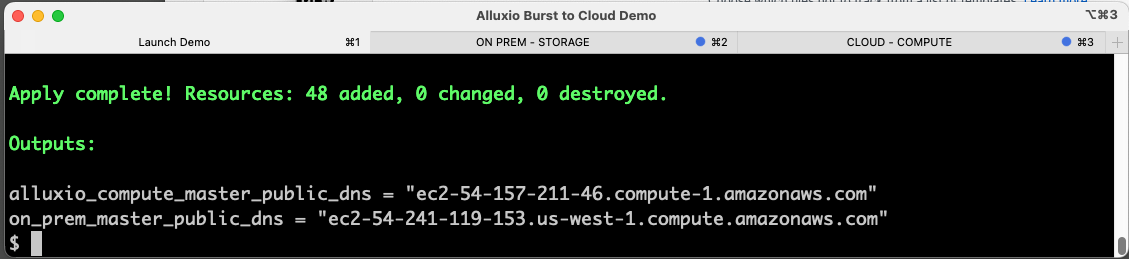 Alluxio Burst to Cloud Demo
⌥⌘3
Launch Demo ⌘1
ON PREM - STORAGE ⌘2
CLOUD - COMPUTE ⌘3
Apply complete! Resources: 48 added, 0 changed, 0 destroyed.
Outputs:
alluxio_compute_master_public_dns = "ec2-54-157-211-46.compute-1.amazonaws.com"
on_prem_master_public_dns = "ec2-54-241-119-153.us-west-1.compute.amazonaws.com"
$